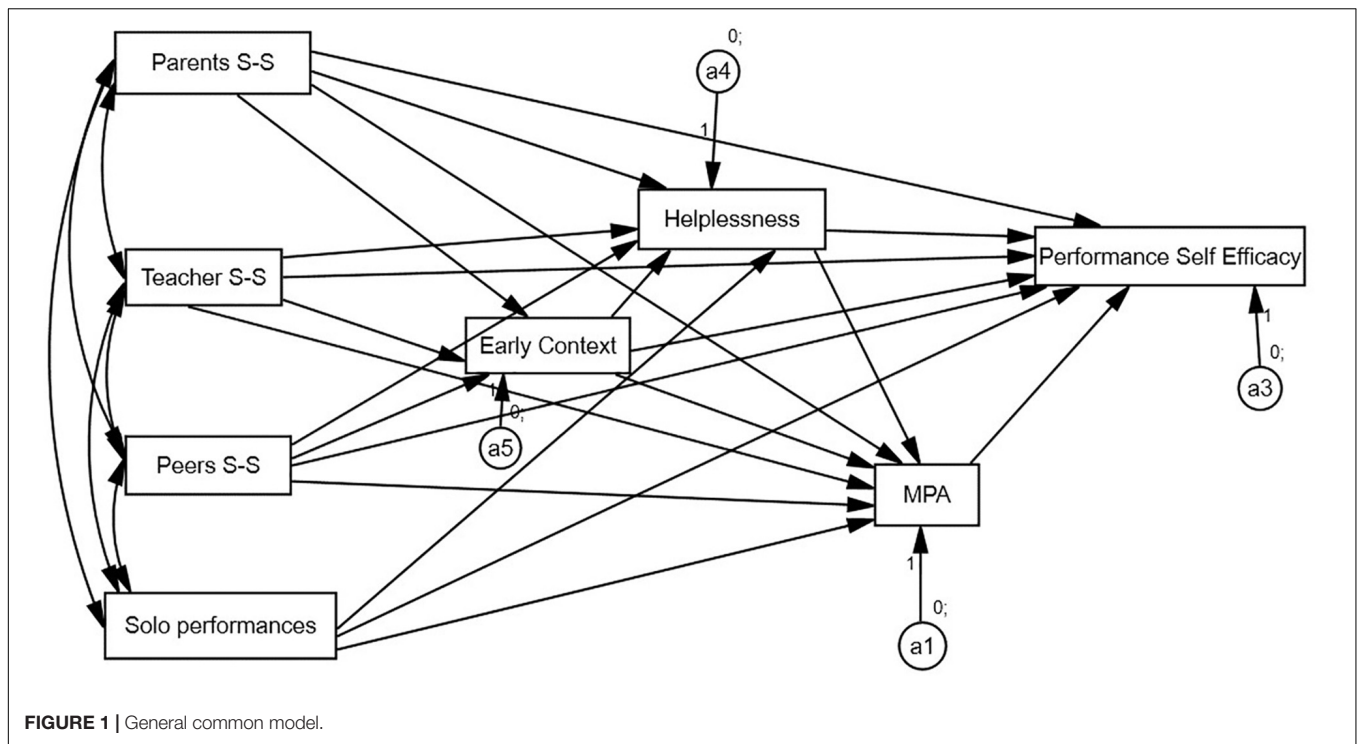 Parents S-S
0;
a4
1
Helplessness
Teacher S-S
Performance Self Efficacy
Early Context
1
0;
a5
1
0;
a3
Peers S-S
MPA
1
0;
a1
Solo performances
FIGURE 1 | General common model.